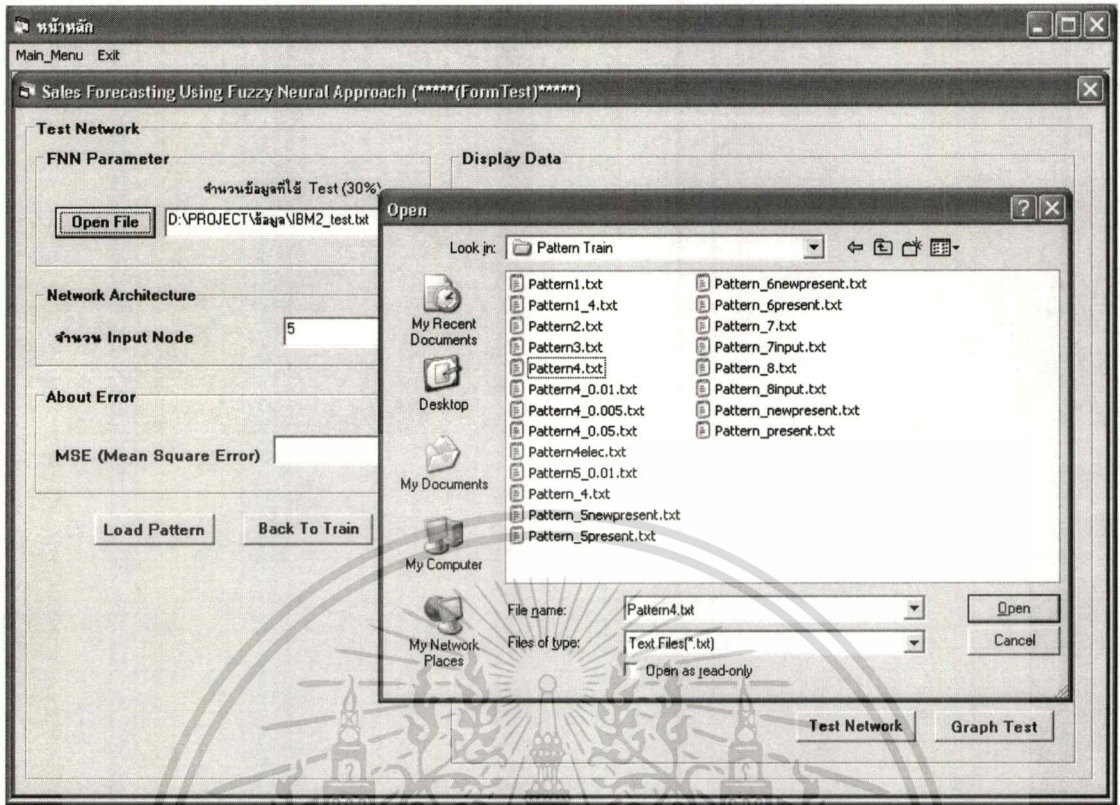 หน้าหลัก
Main_Menu Exit
Sales Forecasting Using Fuzzy Neural Approach (*****(FormTest)*****)
Test Network
FNN Parameter
จำนวนข้อมูลที่ใช้ Test (30%)
Open File D:\PROJECT\ข้อมูล\IBM2_test.txt
Network Architecture
จำนวน Input Node 5
About Error
MSE (Mean Square Error)
Load Pattern Back To Train
Display Data
Open
Look in: Pattern Train
My Recent Documents
Desktop
My Documents
My Computer
My Network Places
Pattern1.txt
Pattern1_4.txt
Pattern2.txt
Pattern3.txt
Pattern4.txt
Pattern4_0.01.txt
Pattern4_0.005.txt
Pattern4_0.05.txt
Pattern4elec.txt
Pattern5_0.01.txt
Pattern_4.txt
Pattern_5newpresent.txt
Pattern_5present.txt
Pattern_6newpresent.txt
Pattern_6present.txt
Pattern_7.txt
Pattern_7input.txt
Pattern_8.txt
Pattern_8input.txt
Pattern_newpresent.txt
Pattern_present.txt
File name: Pattern4.txt Open
Files of type: Text Files(*.txt) Cancel
Open as read-only
Test Network Graph Test